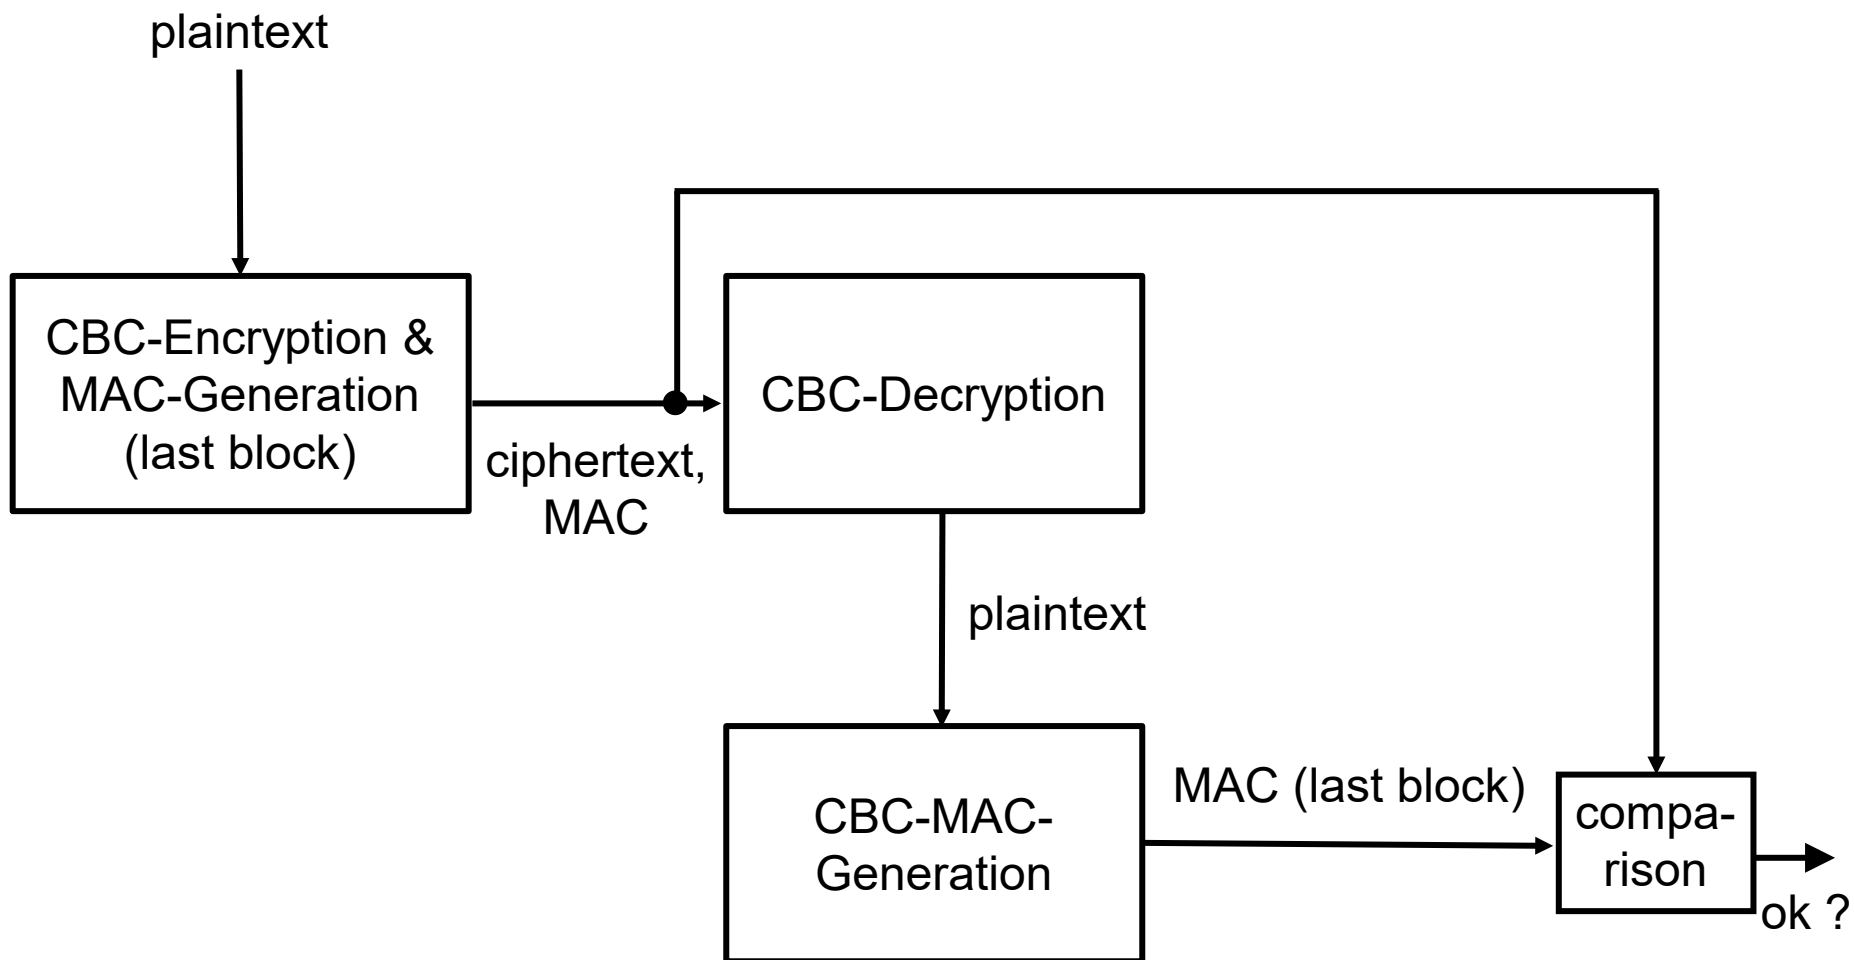 plaintext
CBC-Encryption &
MAC-Generation
(last block)
ciphertext,
MAC
CBC-Decryption
plaintext
CBC-MAC-
Generation
MAC (last block)
compa-
rison
ok ?